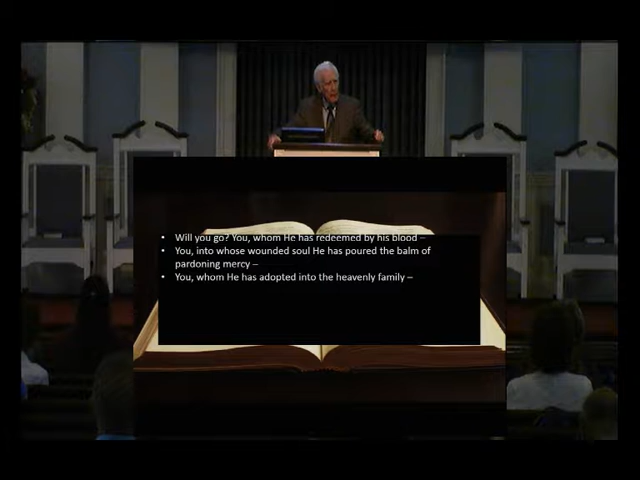 • Will you go? You, whom He has redeemed by his blood –
• You, into whose wounded soul He has poured the balm of
pardoning mercy –
• You, whom He has adopted into the heavenly family –